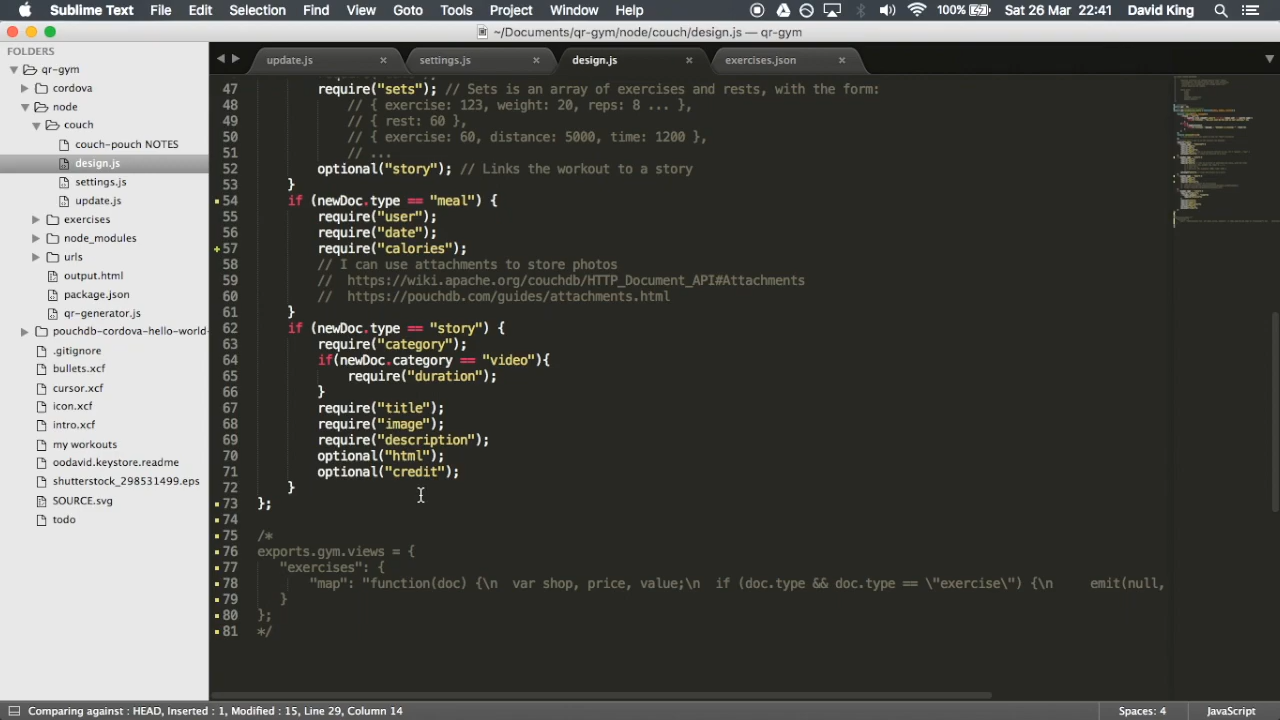 Sublime Text File Edit Selection Find View Goto Tools Project Window Help 100% Sat 26 Mar 22:41 David King
~/Documents/qr-gym/node/couch/design.js — qr-gym
FOLDERS
qr-gym
cordova
node
couch
couch-pouch NOTES
design.js
settings.js
update.js
exercises
node_modules
urls
output.html
package.json
qr-generator.js
pouchdb-cordova-hello-world-
.gitignore
bullets.xcf
cursor.xcf
icon.xcf
intro.xcf
my workouts
oodavid.keystore.readme
shutterstock_298531499.eps
SOURCE.svg
todo
update.js × settings.js × design.js × exercises.json ×
47 require("sets"); // Sets is an array of exercises and rests, with the form:
48 // { exercise: 123, weight: 20, reps: 8 ... },
49 // { rest: 60 },
50 // { exercise: 60, distance: 5000, time: 1200 },
51 // ...
52 optional("story"); // Links the workout to a story
53 }
54 if (newDoc.type == "meal") {
55 require("user");
56 require("date");
57 require("calories");
58 // I can use attachments to store photos
59 // https://wiki.apache.org/couchdb/HTTP_Document_API#Attachments
60 // https://pouchdb.com/guides/attachments.html
61 }
62 if (newDoc.type == "story") {
63 require("category");
64 if(newDoc.category == "video"){
65 require("duration");
66 }
67 require("title");
68 require("image");
69 require("description");
70 optional("html");
71 optional("credit");
72 }
73 };
74
75 /*
76 exports.gym.views = {
77 "exercises": {
78 "map": "function(doc) {\n var shop, price, value;\n if (doc.type && doc.type == \"exercise\") {\n emit(null,
79 }
80 };
81 */
Comparing against : HEAD, Inserted : 1, Modified : 15, Line 29, Column 14 Spaces: 4 JavaScript